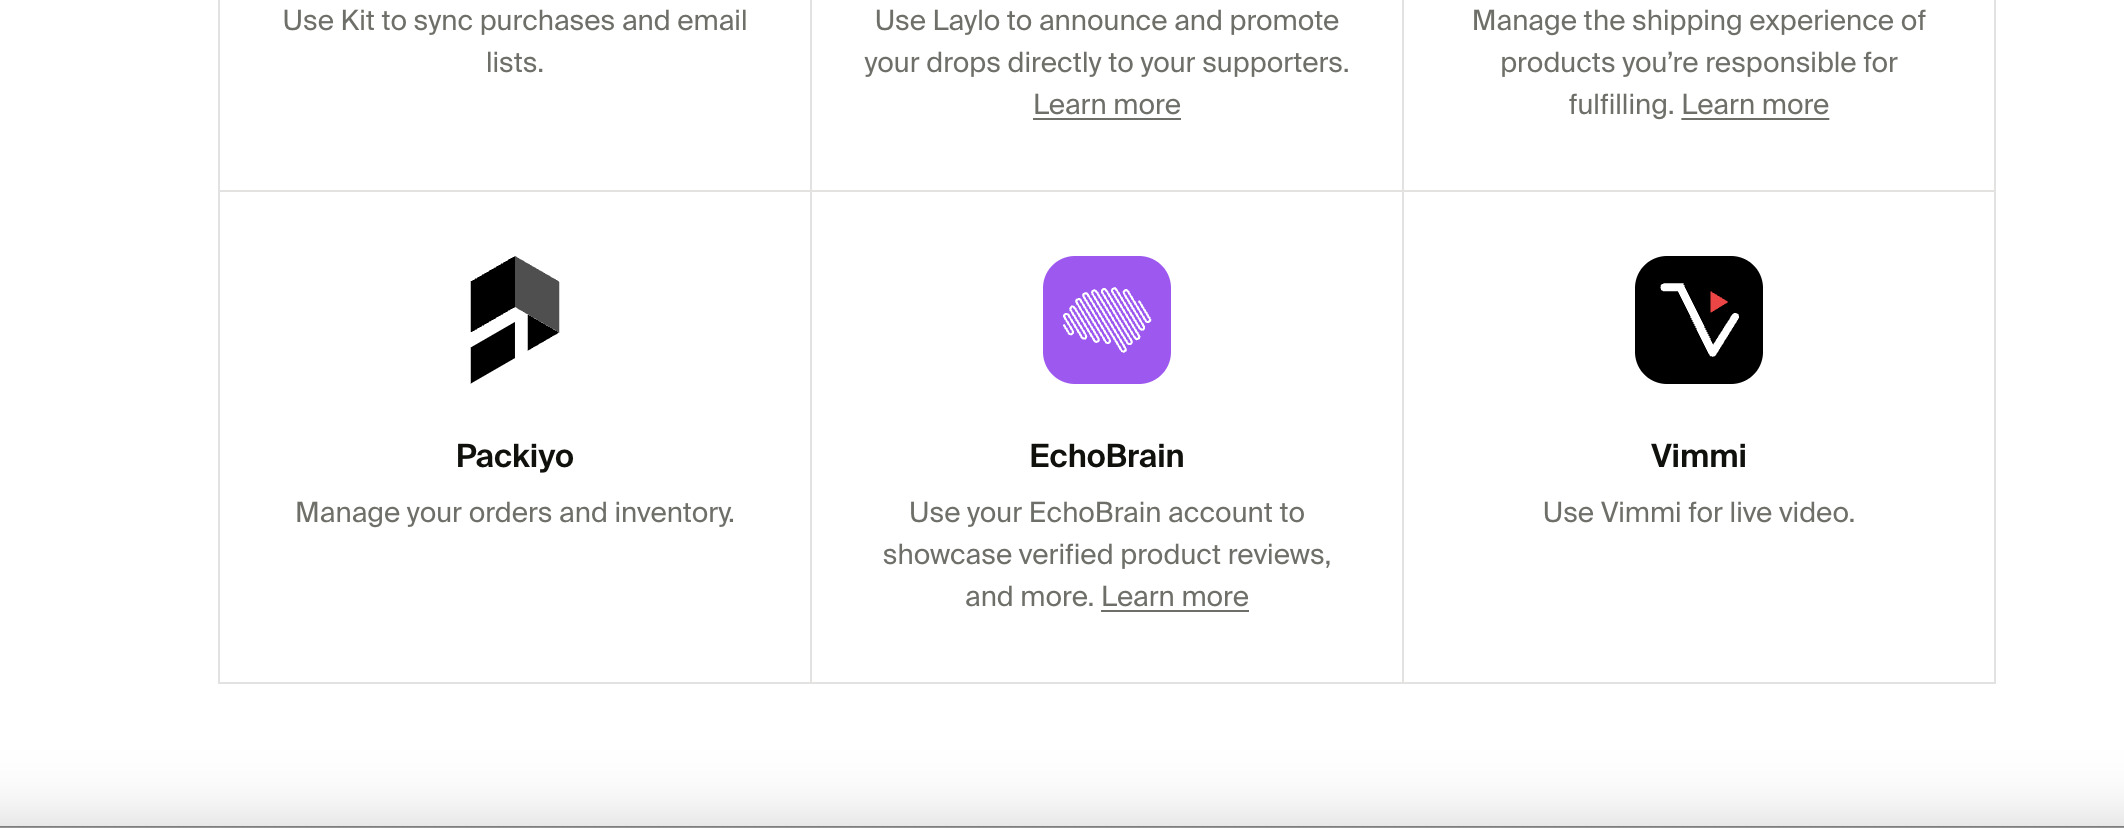 Use Kit to sync purchases and email
lists.
Use Laylo to announce and promote
your drops directly to your supporters.
Learn more
Manage the shipping experience of
products you’re responsible for
fulfilling. Learn more
Packiyo
Manage your orders and inventory.
EchoBrain
Use your EchoBrain account to
showcase verified product reviews,
and more. Learn more
Vimmi
Use Vimmi for live video.